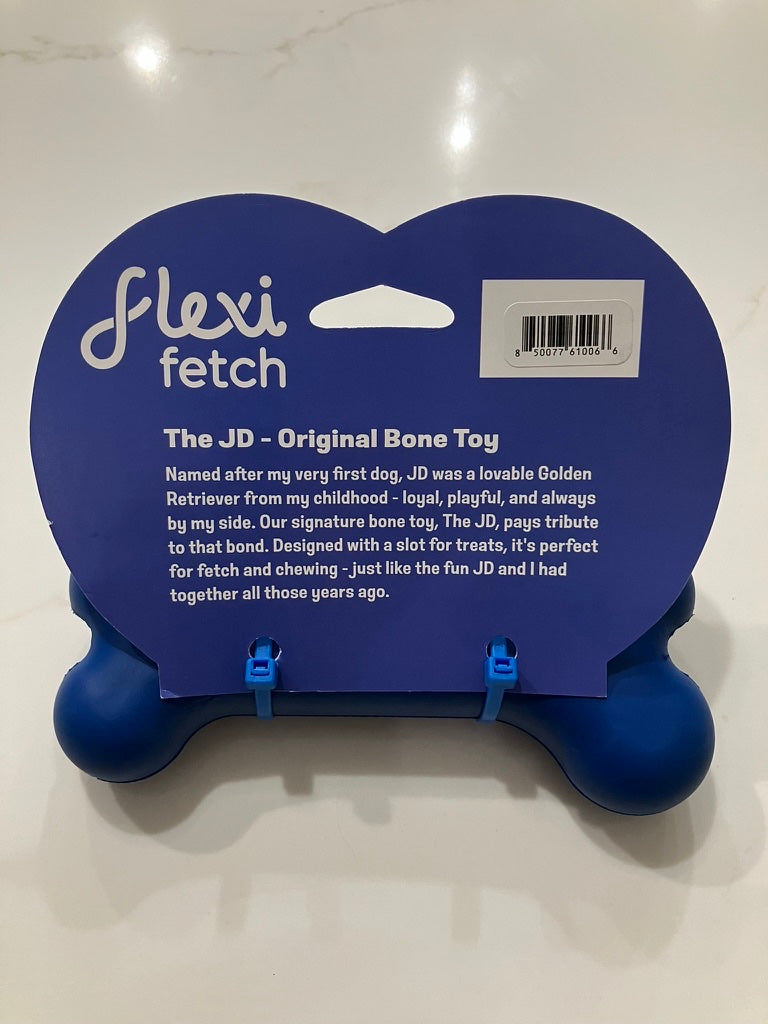 flexi
fetch
8 50077 61006 6
The JD - Original Bone Toy
Named after my very first dog, JD was a lovable Golden
Retriever from my childhood - loyal, playful, and always
by my side. Our signature bone toy, The JD, pays tribute
to that bond. Designed with a slot for treats, it's perfect
for fetch and chewing - just like the fun JD and I had
together all those years ago.